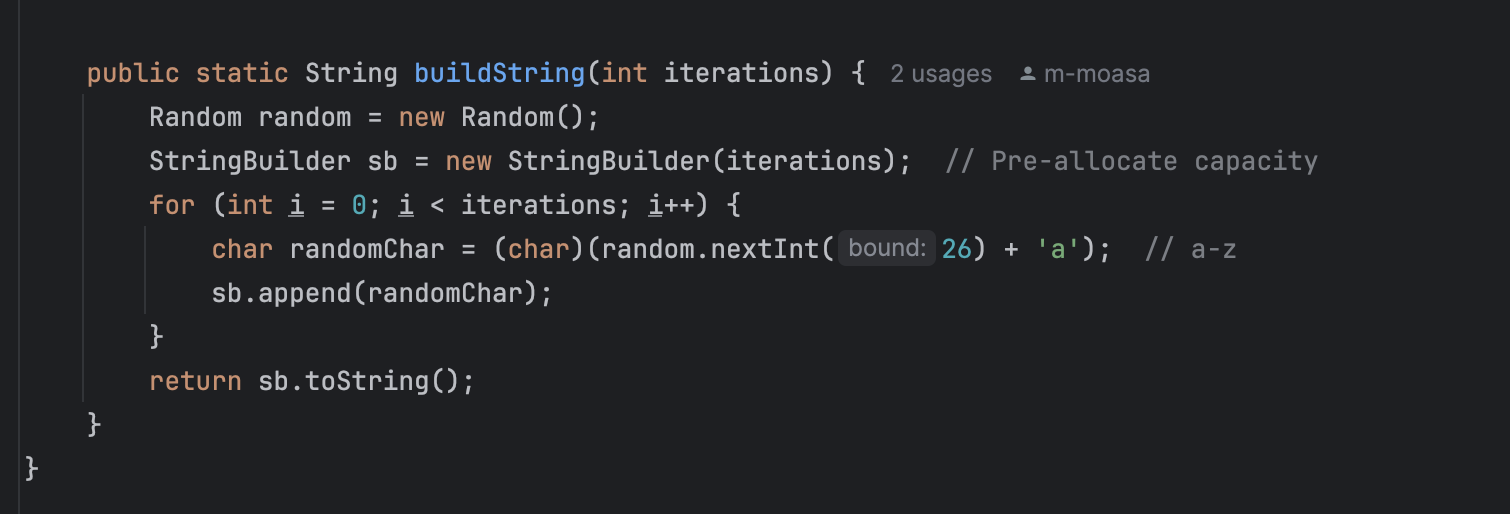 public static String buildString(int iterations) { 2 usages m-moasa
Random random = new Random();
StringBuilder sb = new StringBuilder(iterations); // Pre-allocate capacity
for (int i = 0; i < iterations; i++) {
char randomChar = (char)(random.nextInt( bound: 26) + 'a'); // a-z
sb.append(randomChar);
}
return sb.toString();
}
}